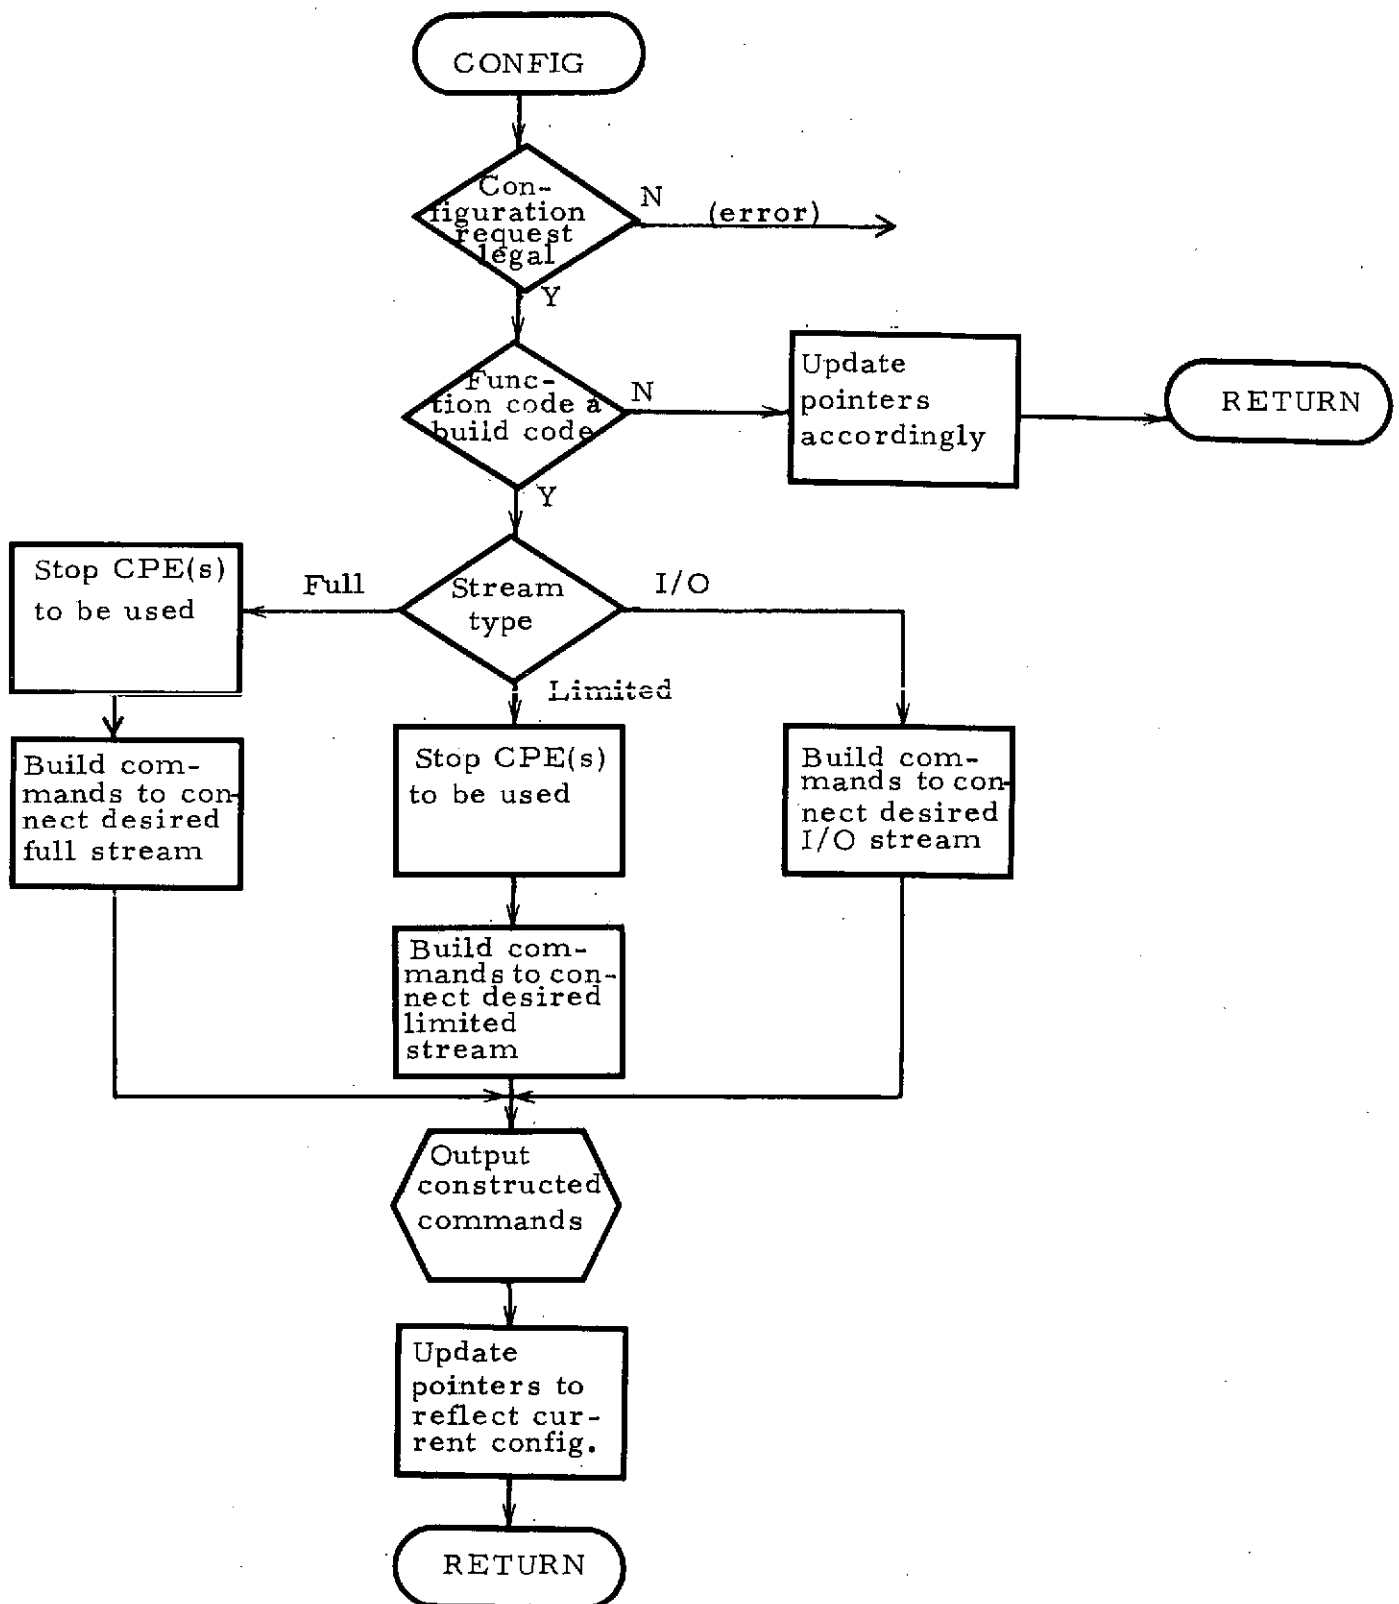 CONFIG
Con-
figuration
request
legal
N
(error)
Y
Func-
tion code a
build code
N
Update
pointers
accordingly
RETURN
Y
Stop CPE(s)
to be used
Full
Stream
type
I/O
Limited
Build com-
mands to con-
nect desired
full stream
Stop CPE(s)
to be used
Build com-
mands to con-
nect desired
I/O stream
Build com-
mands to con-
nect desired
limited
stream
Output
constructed
commands
Update
pointers to
reflect cur-
rent config.
RETURN